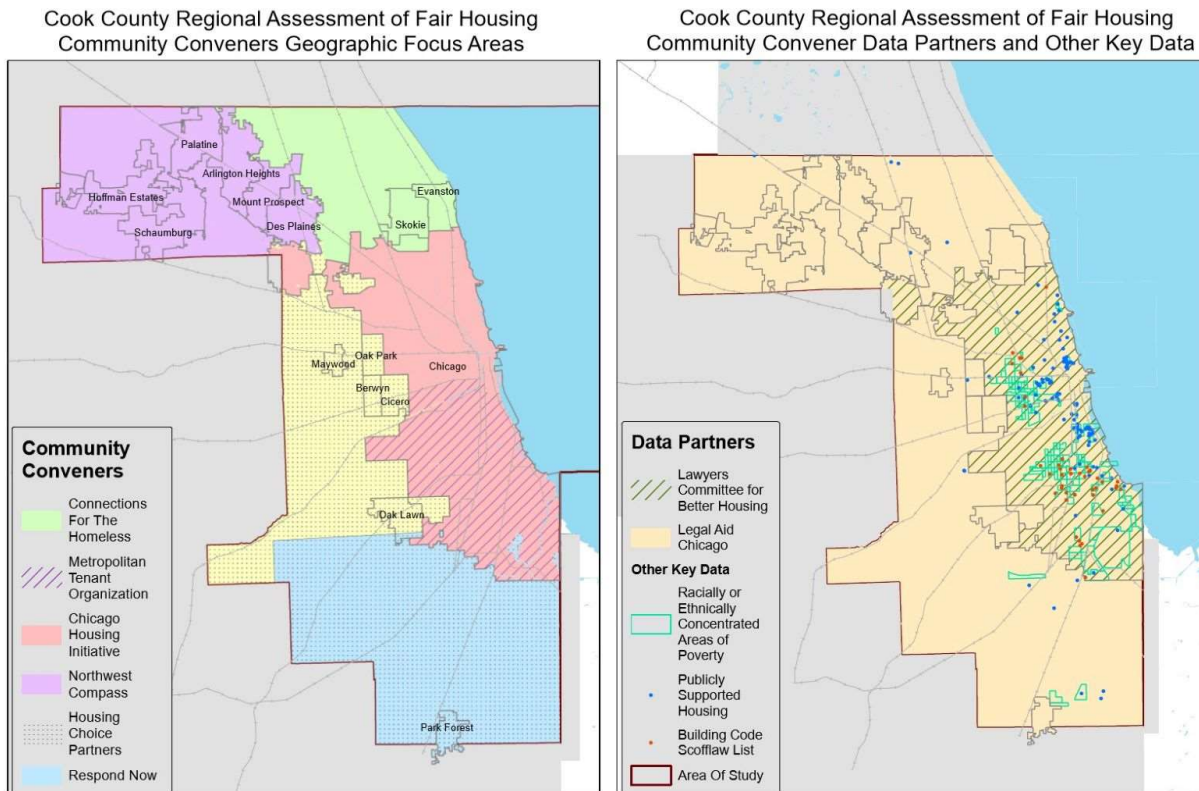 Cook County Regional Assessment of Fair Housing
Community Conveners Geographic Focus Areas
Palatine
Arlington Heights
Hoffman Estates
Mount Prospect
Evanston
Schaumburg
Des Plaines
Skokie
Maywood
Oak Park
Chicago
Berwyn
Cicero
Oak Lawn
Park Forest
Community
Conveners
Connections
For The
Homeless
Metropolitan
Tenant
Organization
Chicago
Housing
Initiative
Northwest
Compass
Housing
Choice
Partners
Respond Now
Cook County Regional Assessment of Fair Housing
Community Convener Data Partners and Other Key Data
Data Partners
Lawyers
Committee for
Better Housing
Legal Aid
Chicago
Other Key Data
Racially or
Ethnically
Concentrated
Areas of
Poverty
Publicly
Supported
Housing
Building Code
Scofflaw List
Area Of Study